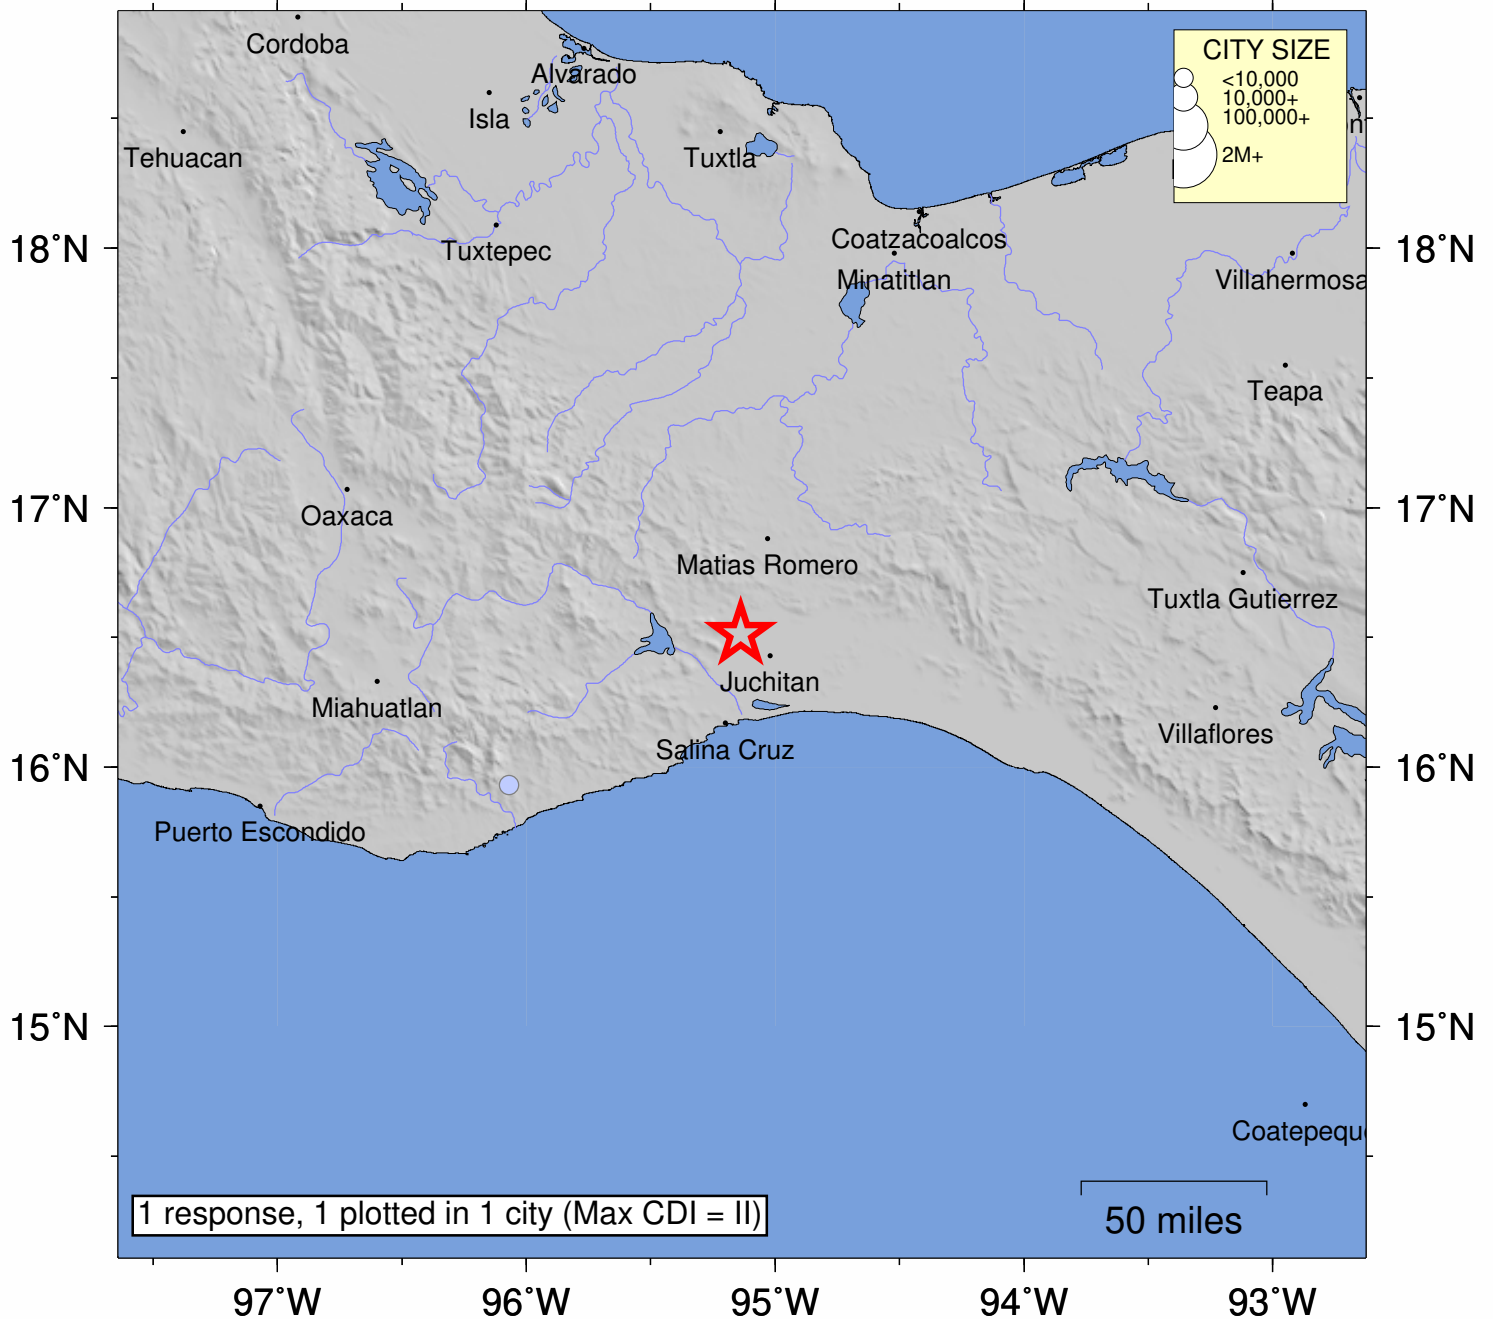 CITY SIZE
<10,000
10,000+
100,000+
2M+
Cordoba
Alvarado
Isla
Tehuacan
Tuxtla
18°N
Tuxtepec
Coatzacoalcos
Minatitlan
Villahermosa
18°N
Teapa
17°N
Oaxaca
17°N
Matias Romero
Tuxtla Gutierrez
Juchitan
Miahuatlan
Villaflores
Salina Cruz
16°N
16°N
Puerto Escondido
15°N
15°N
Coatepequ
1 response, 1 plotted in 1 city (Max CDI = II)
50 miles
97°W
96°W
95°W
94°W
93°W